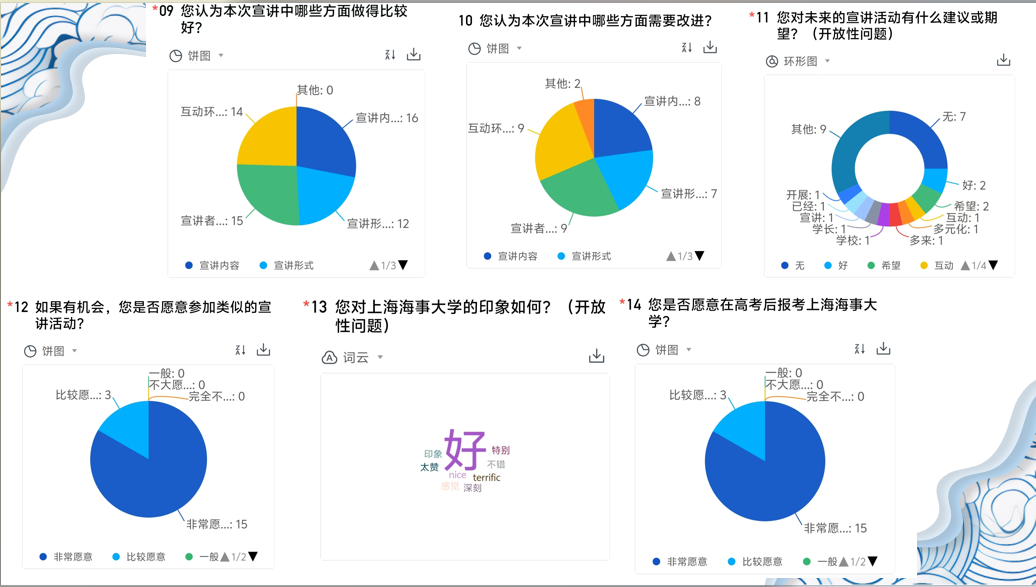 *09 您认为本次宣讲中哪些方面做得比较
好?
饼图
其他: 0
互动环...: 14
宣讲内...: 16
宣讲者...: 15
宣讲形...: 12
宣讲内容 宣讲形式 1/3
10 您认为本次宣讲中哪些方面需要改进?
饼图
其他: 2
宣讲内...: 8
互动环...: 9
宣讲形...: 7
宣讲者...: 9
宣讲内容 宣讲形式 1/3
*11 您对未来的宣讲活动有什么建议或期
望？（开放性问题）
环形图
无: 7
其他: 9
好: 2
开展: 1
希望: 2
已经: 1
互动: 1
宣讲: 1
多元化: 1
学长: 1
多来: 1
学校: 1
无 好 希望 互动 1/4
*12 如果有机会，您是否愿意参加类似的宣
讲活动?
饼图
一般: 0
不大愿...: 0
比较愿...: 3
完全不...: 0
非常愿...: 15
非常愿意 比较愿意 一般 1/2
*13 您对上海海事大学的印象如何？（开放
性问题）
词云
好
印象
特别
太赞
不错
nice
terrific
感觉
深刻
*14 您是否愿意在高考后报考上海海事大
学?
饼图
一般: 0
不大愿...: 0
比较愿...: 3
完全不...: 0
非常愿...: 15
非常愿意 比较愿意 一般 1/2